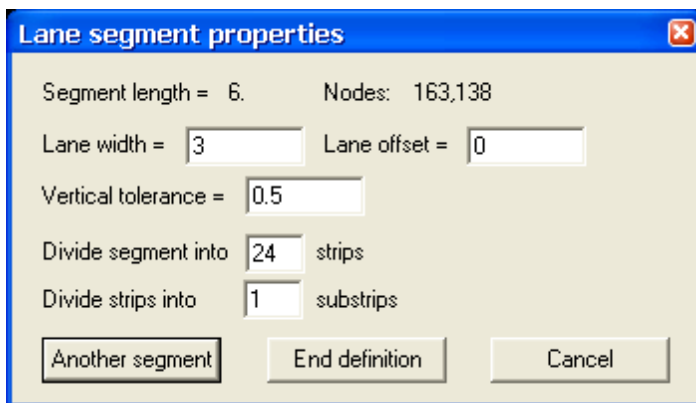 Lane segment properties
Segment length = 6. Nodes: 163,138
Lane width = 3 Lane offset = 0
Vertical tolerance = 0.5
Divide segment into 24 strips
Divide strips into 1 substrips
Another segment End definition Cancel